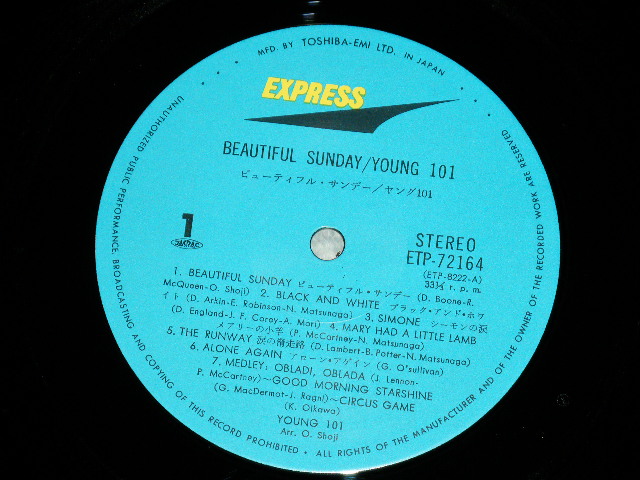 MFD. BY TOSHIBA-EMI LTD. IN JAPAN
EXPRESS
BEAUTIFUL SUNDAY/YOUNG 101
ビューティフル・サンデー/ヤング101
1
JASRAC
STEREO
ETP-72164
(ETP-8222-A)
33⅓ r. p. m.
1. BEAUTIFUL SUNDAY ビューティフル・サンデー (D. Boone-R.
McQueen-O. Shoji) 2. BLACK AND WHITE ブラック・アンド・ホワ
イト (D. Arkin-E. Robinson-N. Matsunaga) 3. SIMONE シーモンの涙
(D. England-J. F. Corey-A. Mori) 4. MARY HAD A LITTLE LAMB
メアリーの小羊 (P. McCartney-N. Matsunaga)
5. THE RUNWAY 涙の滑走路 (D. Lambert-B. Potter-N. Matsunaga)
6. ALONE AGAIN アローン・アゲイン (G. O'sullivan)
7. MEDLEY; OBLADI, OBLADA (J. Lennon-
P. McCartney)~GOOD MORNING STARSHINE
(G. MacDermot-J. Ragni)~CIRCUS GAME
(K. Oikawa)
YOUNG 101
Arr. O. Shoji
UNAUTHORIZED PUBLIC PERFORMANCE, BROADCASTING AND COPYING OF THIS RECORD PROHIBITED • ALL RIGHTS OF THE MANUFACTURER AND OF THE OWNER OF THE RECORDED WORK ARE RESERVED